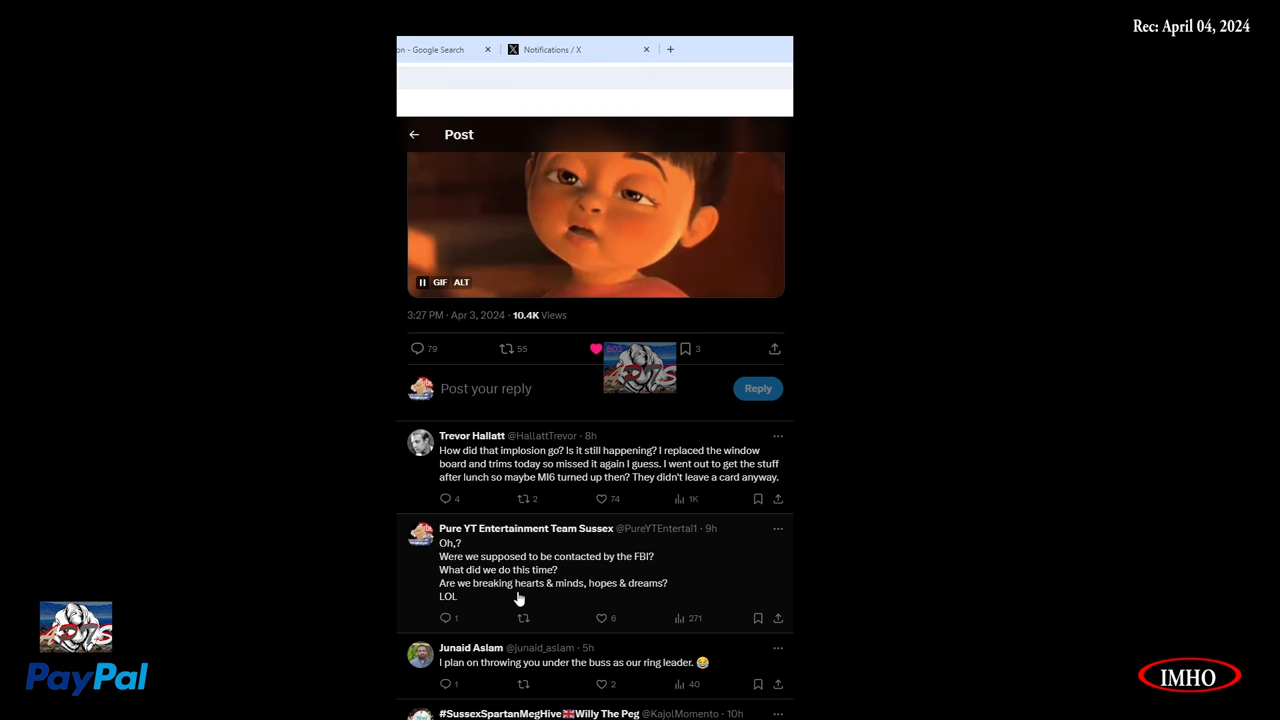 Rec: April 04, 2024
on - Google Search
Notifications / X
Post
GIF ALT
3:27 PM · Apr 3, 2024 · 10.4K Views
79 55 603 3
Post your reply
Reply
Trevor Hallatt @HallattTrevor · 8h
How did that implosion go? Is it still happening? I replaced the window
board and trims today so missed it again I guess. I went out to get the stuff
after lunch so maybe MI6 turned up then? They didn't leave a card anyway.
4 2 74 1K
Pure YT Entertainment Team Sussex @PureYTEntertai1 · 9h
Oh,?
Were we supposed to be contacted by the FBI?
What did we do this time?
Are we breaking hearts & minds, hopes & dreams?
LOL
1 6 271
Junaid Aslam @junaid_aslam · 5h
I plan on throwing you under the buss as our ring leader. 😂
1 2 40
#SussexSpartanMegHive🇬🇧Willy The Peg @KajolMomento · 10h
PayPal
IMHO